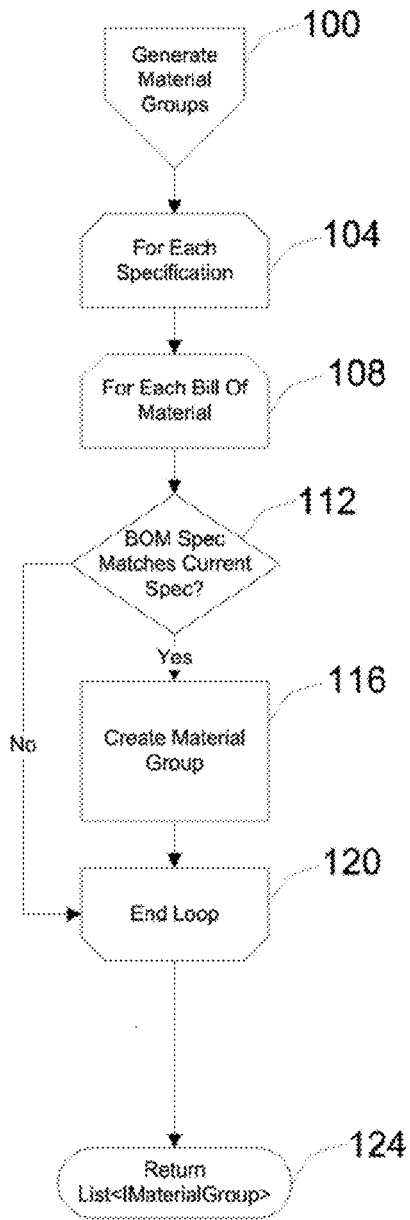 100
Generate
Material
Groups
104
For Each
Specification
108
For Each Bill Of
Material
112
BOM Spec
Matches Current
Spec?
Yes
116
Create Material
Group
No
120
End Loop
124
Return
List<IMaterialGroup>